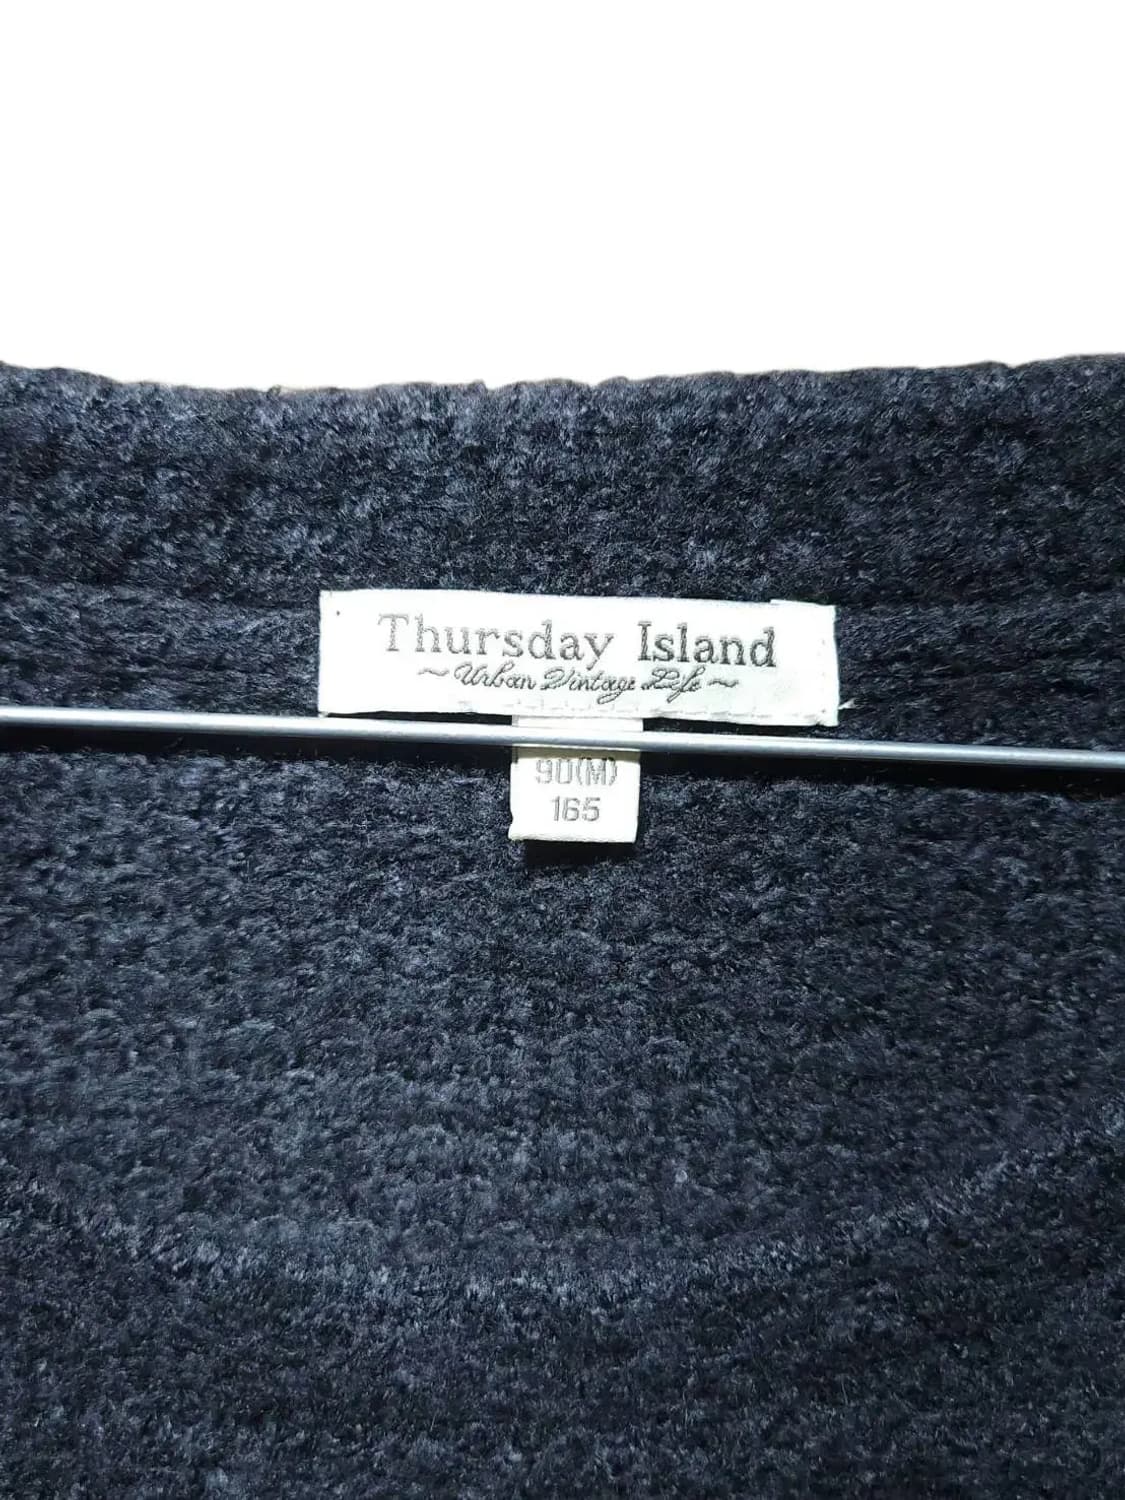 Thursday Island
~Urban Vintage Life~
90(M)
165